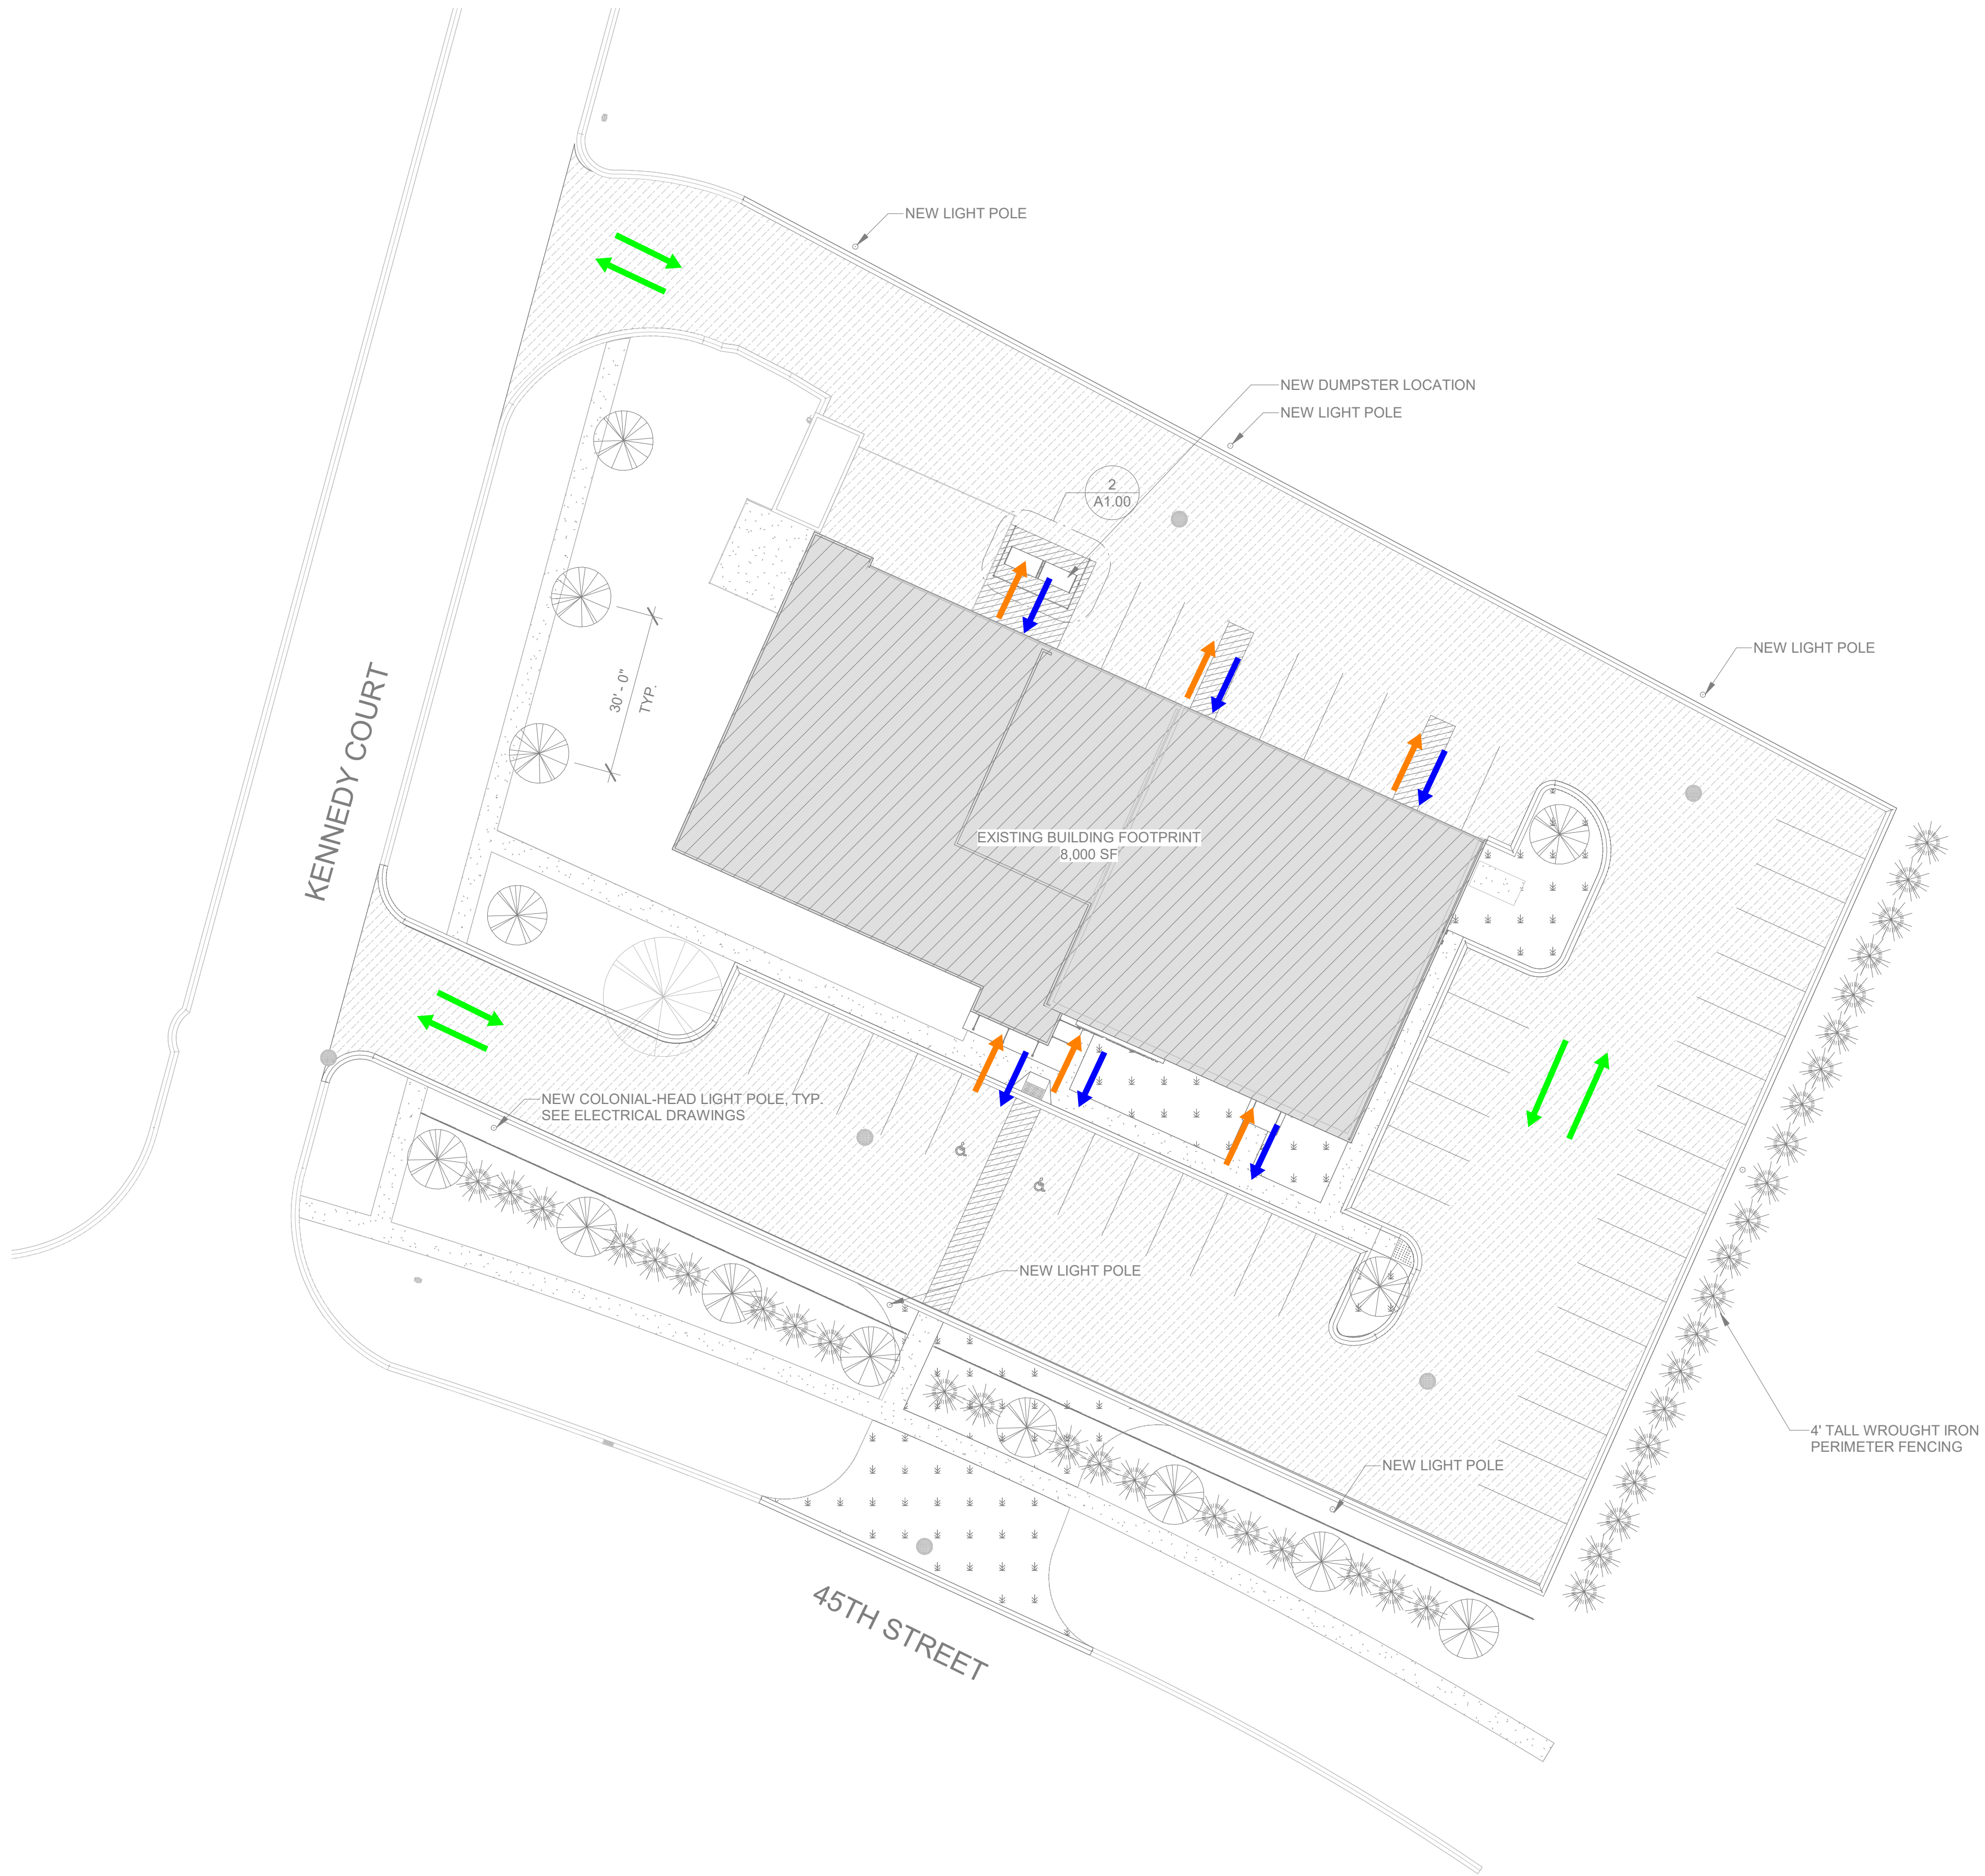 NEW LIGHT POLE
NEW DUMPSTER LOCATION
NEW LIGHT POLE
2
A1.00
NEW LIGHT POLE
30' - 0"
TYP.
KENNEDY COURT
EXISTING BUILDING FOOTPRINT
8,000 SF
NEW COLONIAL-HEAD LIGHT POLE, TYP.
SEE ELECTRICAL DRAWINGS
NEW LIGHT POLE
4' TALL WROUGHT IRON
PERIMETER FENCING
NEW LIGHT POLE
45TH STREET